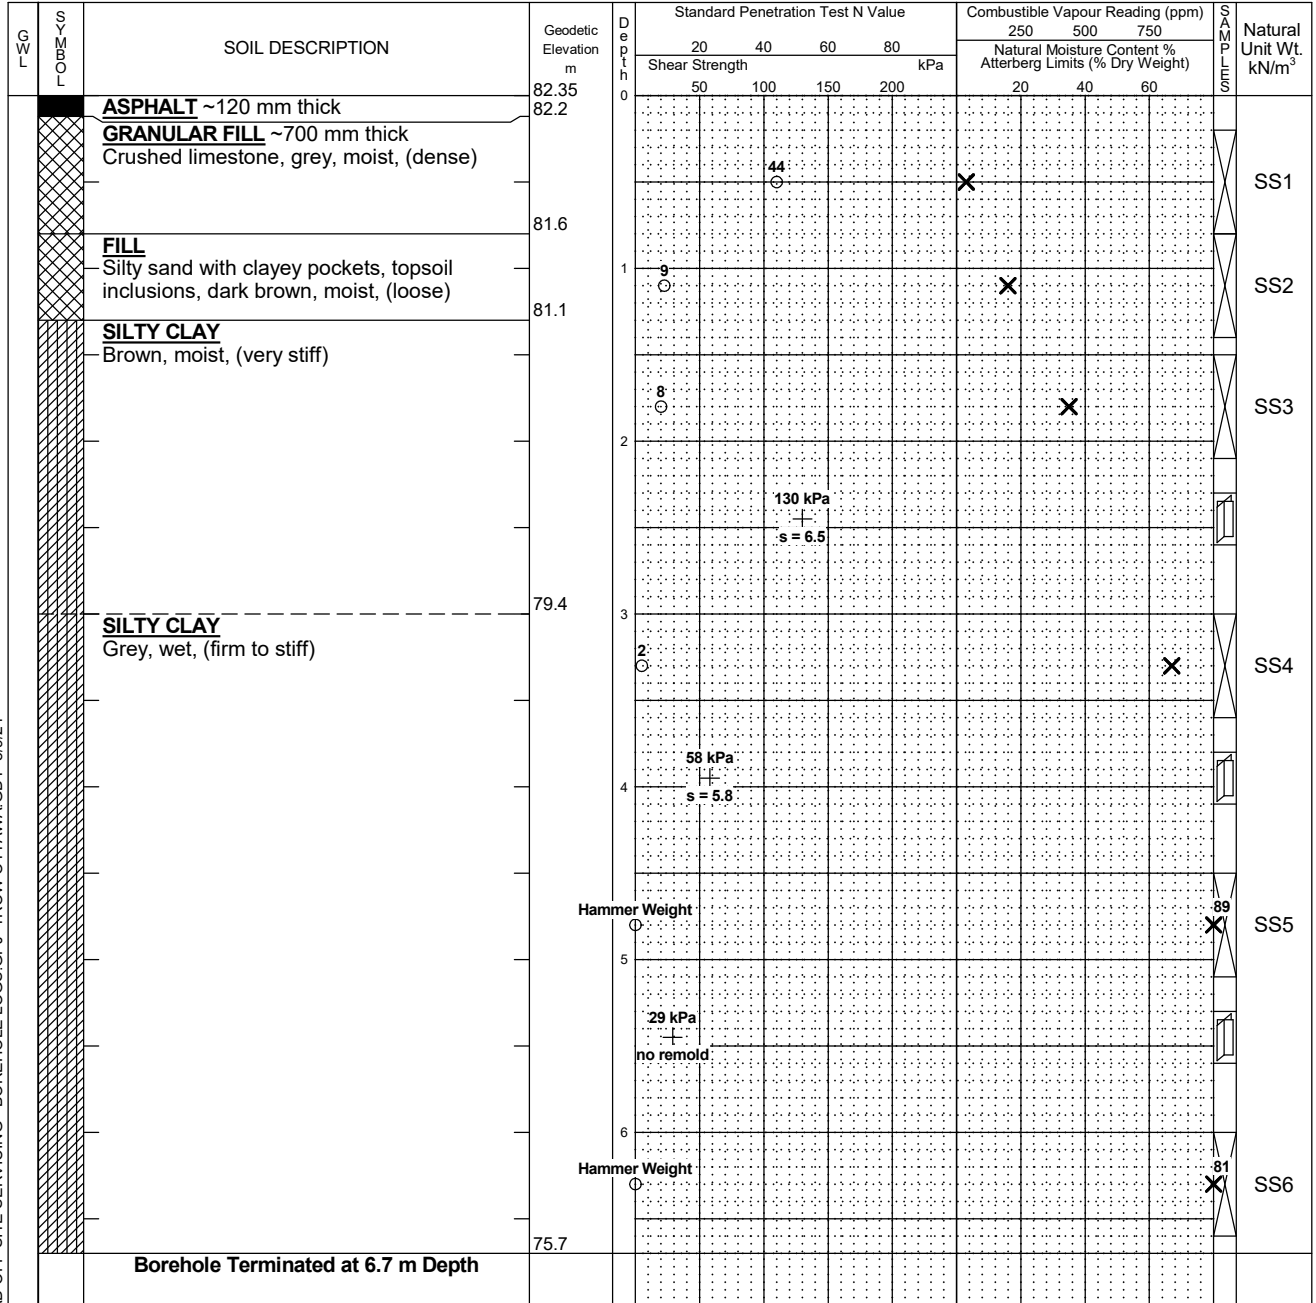 GWL
SYMBOL
SOIL DESCRIPTION
Geodetic
Elevation
m
Depth
Standard Penetration Test N Value
20 40 60 80
Shear Strength kPa
50 100 150 200
Combustible Vapour Reading (ppm)
250 500 750
Natural Moisture Content %
Atterberg Limits (% Dry Weight)
20 40 60
SAMPLES
Natural
Unit Wt.
kN/m³
82.35
0
ASPHALT ~120 mm thick
82.2
GRANULAR FILL ~700 mm thick
Crushed limestone, grey, moist, (dense)
44
SS1
81.6
FILL
Silty sand with clayey pockets, topsoil
inclusions, dark brown, moist, (loose)
1
9
SS2
81.1
SILTY CLAY
Brown, moist, (very stiff)
8
SS3
2
130 kPa
s = 6.5
79.4
3
SILTY CLAY
Grey, wet, (firm to stiff)
2
SS4
58 kPa
4
s = 5.8
Hammer Weight
89
SS5
5
29 kPa
no remold
6
Hammer Weight
81
SS6
75.7
Borehole Terminated at 6.7 m Depth